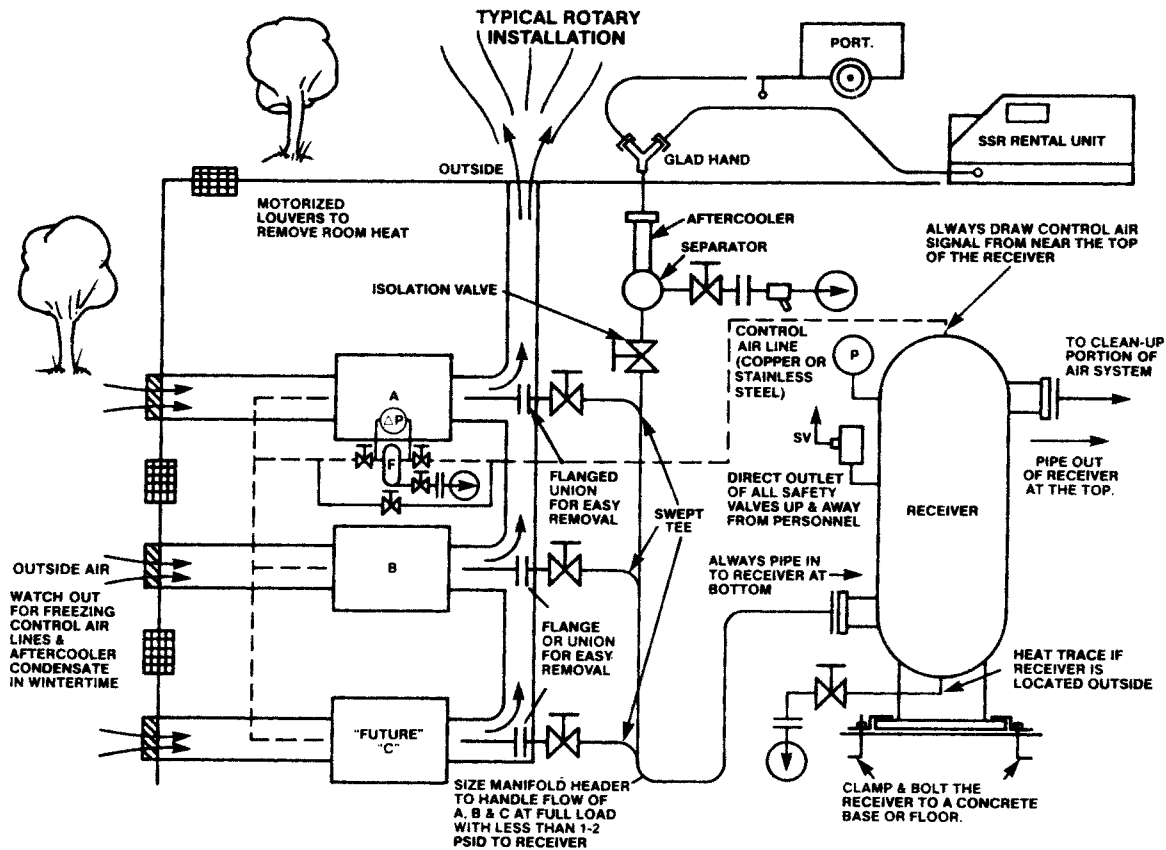 TYPICAL ROTARY
INSTALLATION
PORT.
SSR RENTAL UNIT
GLAD HAND
OUTSIDE
MOTORIZED
LOUVERS TO
REMOVE ROOM HEAT
AFTERCOOLER
SEPARATOR
ALWAYS DRAW CONTROL AIR
SIGNAL FROM NEAR THE TOP
OF THE RECEIVER
ISOLATION VALVE
CONTROL
AIR LINE
(COPPER OR
STAINLESS
STEEL)
P
TO CLEAN-UP
PORTION OF
AIR SYSTEM
A
△P
F
SV
FLANGED
UNION
FOR EASY
REMOVAL
DIRECT OUTLET
OF ALL SAFETY
VALVES UP & AWAY
FROM PERSONNEL
PIPE OUT
OF RECEIVER
AT THE TOP.
SWEPT
TEE
RECEIVER
OUTSIDE AIR
WATCH OUT
FOR FREEZING
CONTROL AIR
LINES &
AFTERCOOLER
CONDENSATE
IN WINTERTIME
B
ALWAYS PIPE IN
TO RECEIVER AT
BOTTOM
FLANGE
OR UNION
FOR EASY
REMOVAL
HEAT TRACE IF
RECEIVER IS
LOCATED OUTSIDE
"FUTURE"
"C"
SIZE MANIFOLD HEADER
TO HANDLE FLOW OF
A, B & C AT FULL LOAD
WITH LESS THAN 1-2
PSID TO RECEIVER
CLAMP & BOLT THE
RECEIVER TO A CONCRETE
BASE OR FLOOR.